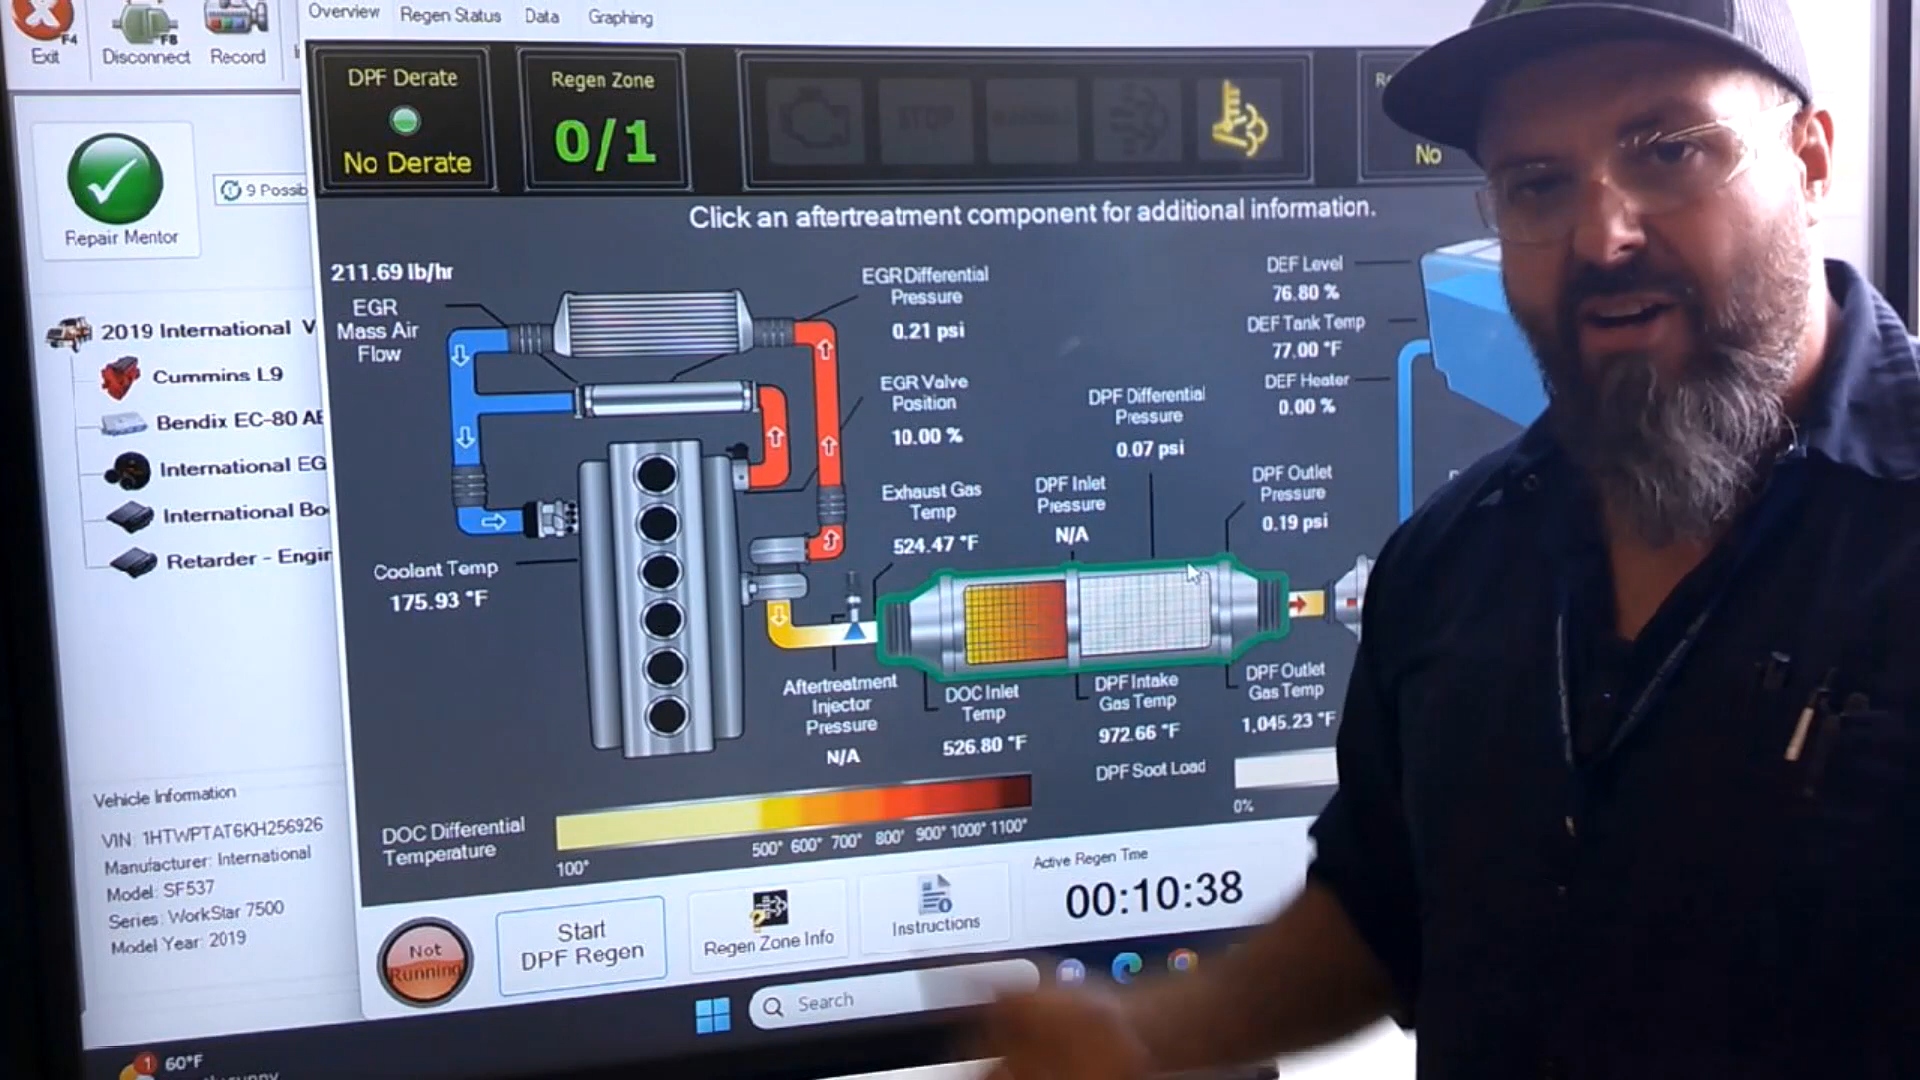 Exit
F4
Disconnect
F8
Record
Overview
Regen Status
Data
Graphing
DPF Derate
No Derate
Regen Zone
0/1
No
Repair Mentor
9 Possib
Click an aftertreatment component for additional information.
2019 International V
Cummins L9
Bendix EC-80 AB
International EG
International Bo
Retarder - Engin
211.69 lb/hr
EGR
Mass Air
Flow
EGR Differential
Pressure
0.21 psi
EGR Valve
Position
10.00 %
DPF Differential
Pressure
0.07 psi
DEF Level
76.80 %
DEF Tank Temp
77.00 °F
DEF Heater
0.00 %
Exhaust Gas
Temp
524.47 °F
DPF Inlet
Pressure
N/A
DPF Outlet
Pressure
0.19 psi
Coolant Temp
175.93 °F
Aftertreatment
Injector
Pressure
N/A
DOC Inlet
Temp
526.80 °F
DPF Intake
Gas Temp
972.66 °F
DPF Outlet
Gas Temp
1,045.23 °F
DPF Soot Load
0%
DOC Differential
Temperature
100° 500° 600° 700° 800° 900° 1000° 1100°
Vehicle Information
VIN: 1HTWPTAT6KH256926
Manufacturer: International
Model: SF537
Series: WorkStar 7500
Model Year: 2019
Not
Running
Start
DPF Regen
Regen Zone Info
Instructions
Active Regen Time
00:10:38
Search
1
60°F